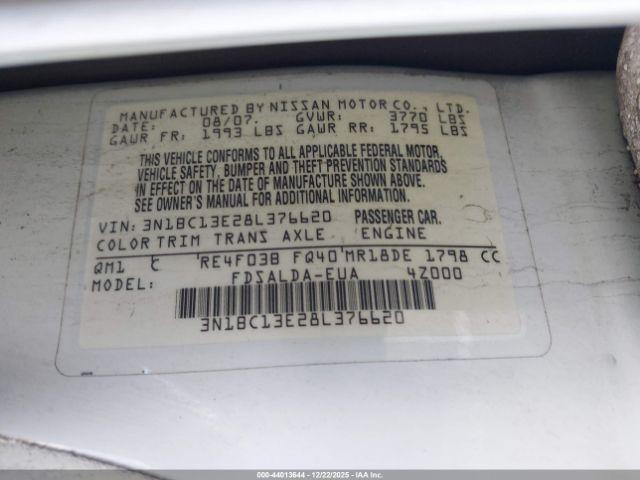 MANUFACTURED BY NISSAN MOTOR CO., LTD.
DATE: 08/07. GVWR: 3770 LBS
GAWR FR: 1993 LBS GAWR RR: 1795 LBS
THIS VEHICLE CONFORMS TO ALL APPLICABLE FEDERAL MOTOR
VEHICLE SAFETY, BUMPER AND THEFT PREVENTION STANDARDS
IN EFFECT ON THE DATE OF MANUFACTURE SHOWN ABOVE.
SEE OWNER'S MANUAL FOR ADDITIONAL INFORMATION.
VIN: 3N1BC13E28L376620 PASSENGER CAR.
COLOR TRIM TRANS AXLE ENGINE
QM1 C RE4F03B FQ40 MR18DE 1798 CC
MODEL: FDSALDA-EUA 4Z000
3N1BC13E28L376620
000-44013644 | 12/22/2025 | IAAI.COM